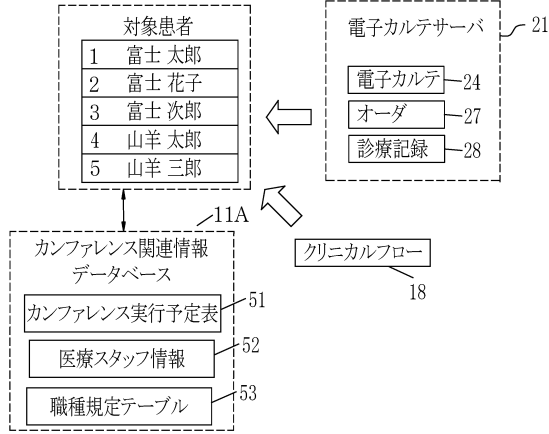 対象患者
1 富士 太郎
2 富士 花子
3 富士 次郎
4 山羊 太郎
5 山羊 三郎
電子カルテサーバ
21
電子カルテ
24
オーダ
27
診療記録
28
11A
カンファレンス関連情報
データベース
カンファレンス実行予定表
51
医療スタッフ情報
52
職種規定テーブル
53
クリニカルフロー
18